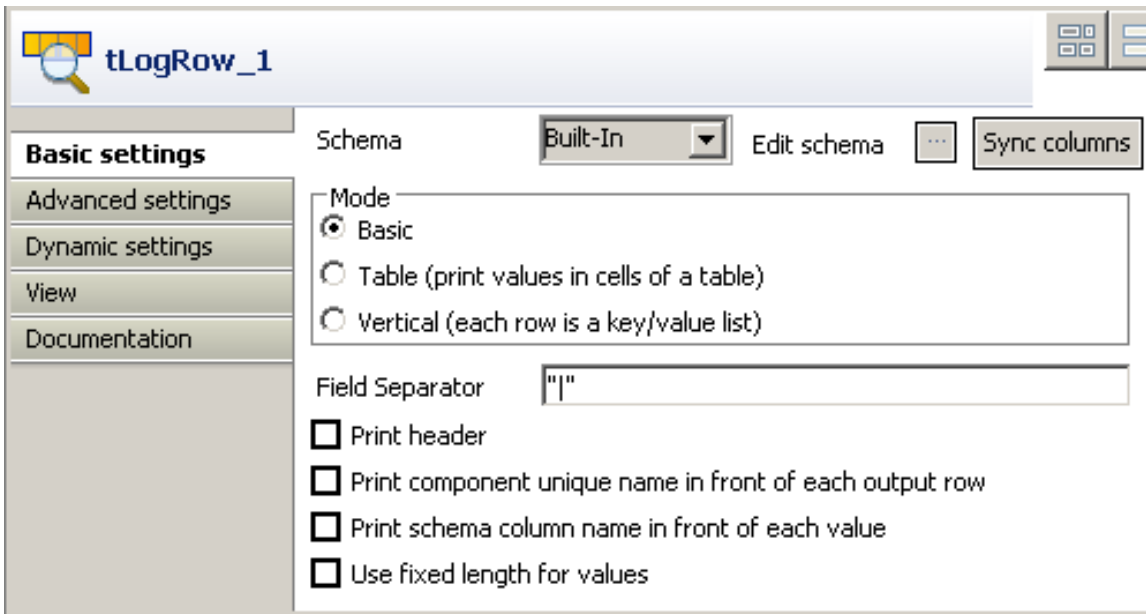 tLogRow_1
Basic settings
Advanced settings
Dynamic settings
View
Documentation
Schema Built-In Edit schema ... Sync columns
Mode
Basic
Table (print values in cells of a table)
Vertical (each row is a key/value list)
Field Separator "|"
Print header
Print component unique name in front of each output row
Print schema column name in front of each value
Use fixed length for values